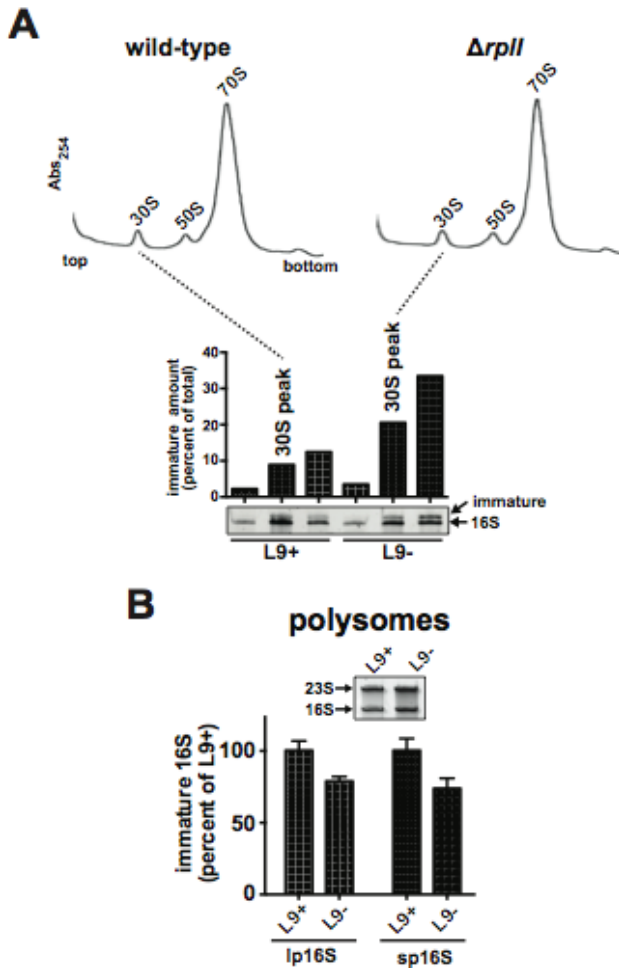 A
wild-type
ΔrplI
Abs254
30S
50S
70S
30S
50S
70S
top
bottom
immature amount
(percent of total)
40
30
20
10
0
30S peak
30S peak
immature
16S
L9+
L9-
B
polysomes
L9+
L9-
23S
16S
immature 16S
(percent of L9+)
100
50
0
L9+
L9-
L9+
L9-
lp16S
sp16S